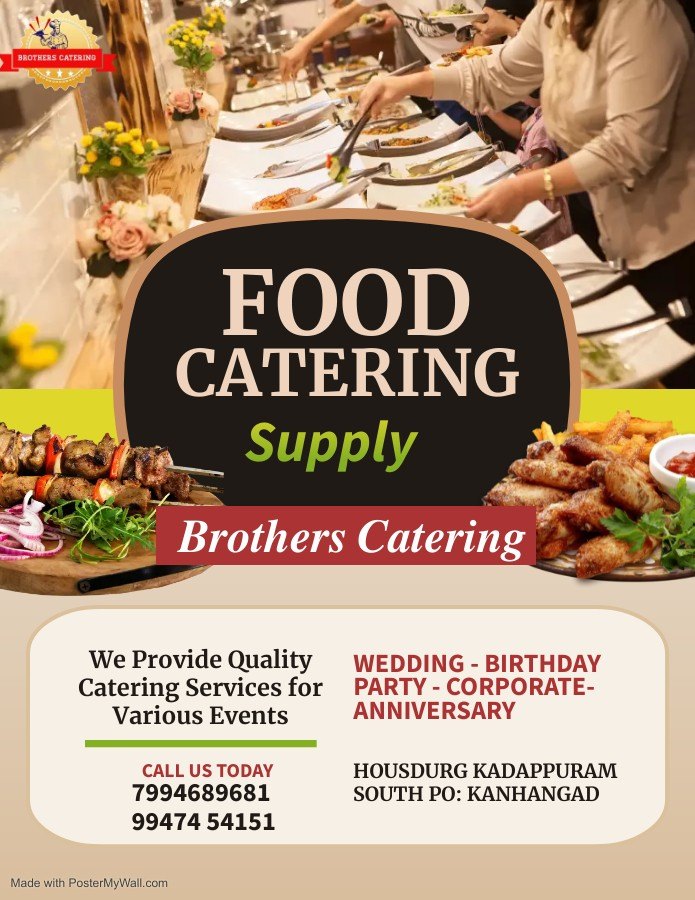 BROTHERS CATERING
FOOD
CATERING
Supply
Brothers Catering
We Provide Quality
Catering Services for
Various Events
CALL US TODAY
7994689681
99474 54151
WEDDING - BIRTHDAY
PARTY - CORPORATE-
ANNIVERSARY
HOUSDURG KADAPPURAM
SOUTH PO: KANHANGAD
Made with PosterMyWall.com